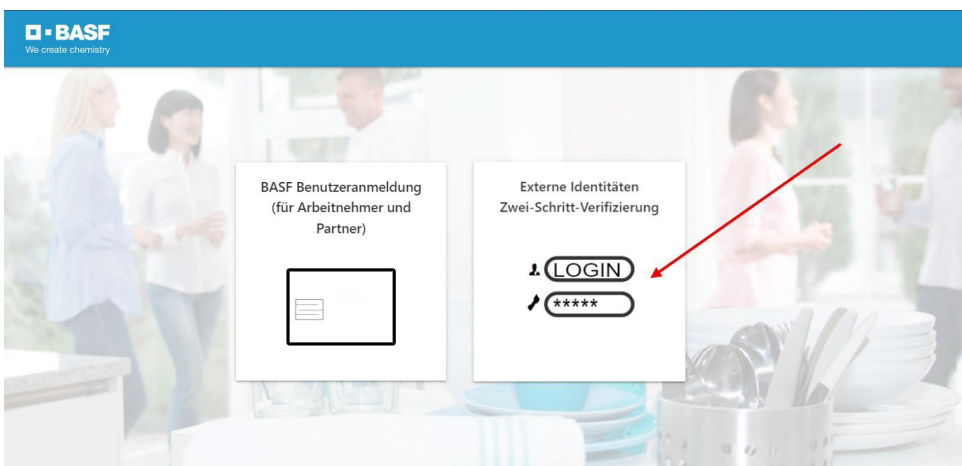 BASF
We create chemistry
BASF Benutzeranmeldung
(für Arbeitnehmer und
Partner)
Externe Identitäten
Zwei-Schritt-Verifizierung
LOGIN
*****